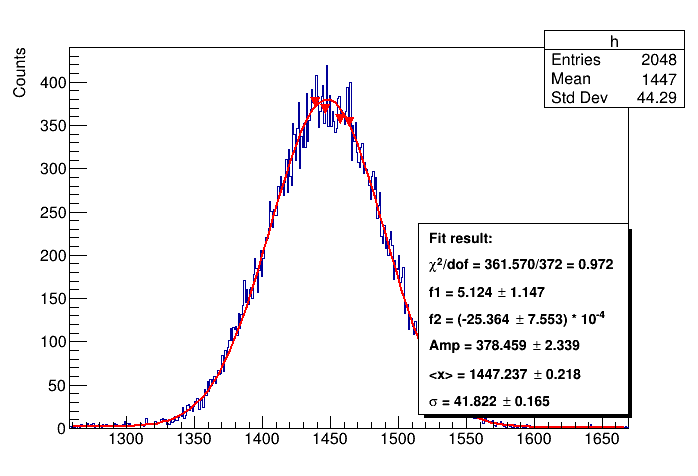 h
Entries 2048
Mean 1447
Std Dev 44.29
Counts
400
350
300
250
200
150
100
50
0
Fit result:
χ²/dof = 361.570/372 = 0.972
f1 = 5.124 ± 1.147
f2 = (-25.364 ± 7.553) * 10⁻⁴
Amp = 378.459 ± 2.339
<x> = 1447.237 ± 0.218
σ = 41.822 ± 0.165
1300 1350 1400 1450 1500 1550 1600 1650